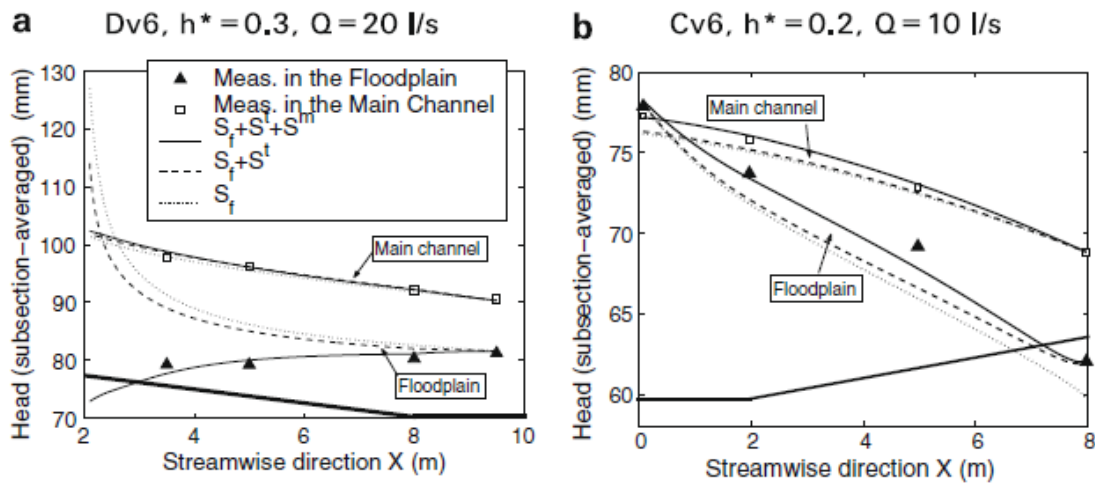 a Dv6, h*=0.3, Q=20 l/s
130
120
110
100
90
80
70
Head (subsection-averaged) (mm)
Meas. in the Floodplain
Meas. in the Main Channel
S_f+S^t+S^m
S_f+S^t
S_f
Main channel
Floodplain
2 4 6 8 10
Streamwise direction X (m)
b Cv6, h*=0.2, Q=10 l/s
80
75
70
65
60
Head (subsection-averaged) (mm)
Main channel
Floodplain
0 2 4 6 8
Streamwise direction X (m)